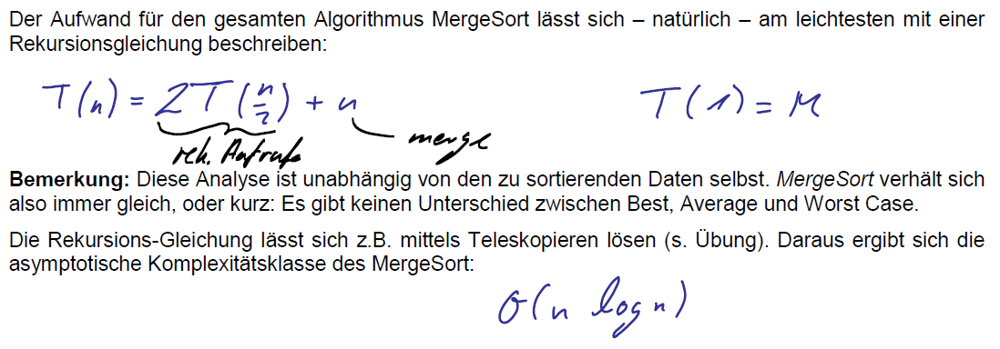 Der Aufwand für den gesamten Algorithmus MergeSort lässt sich – natürlich – am leichtesten mit einer
Rekursionsgleichung beschreiben:
T(n) = 2T(n/2) + n T(1) =
rek. Aufrufe merge
Bemerkung: Diese Analyse ist unabhängig von den zu sortierenden Daten selbst. MergeSort verhält sich
also immer gleich, oder kurz: Es gibt keinen Unterschied zwischen Best, Average und Worst Case.
Die Rekursions-Gleichung lässt sich z.B. mittels Teleskopieren lösen (s. Übung). Daraus ergibt sich die
asymptotische Komplexitätsklasse des MergeSort:
O(n log n)